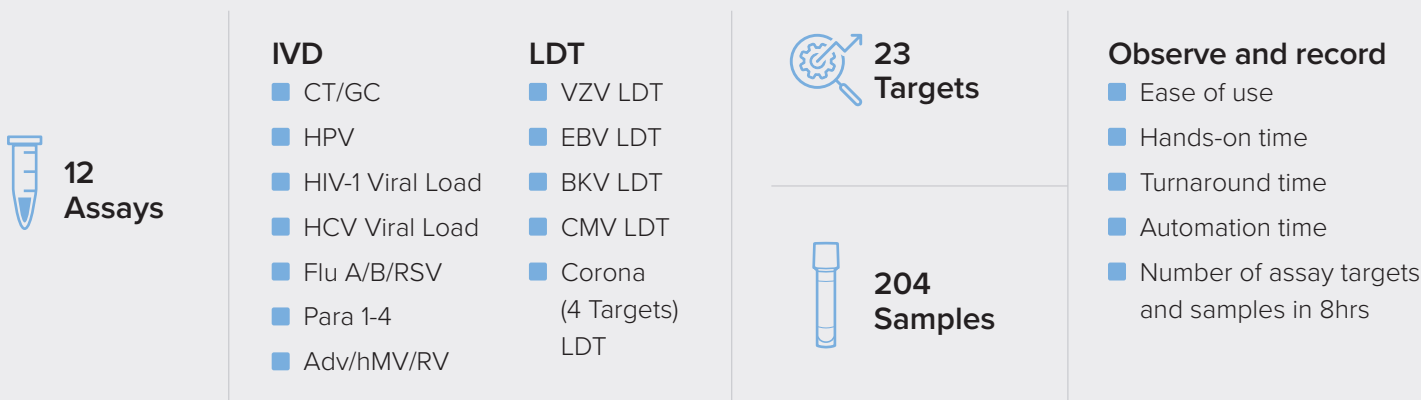 12
Assays
IVD
CT/GC
HPV
HIV-1 Viral Load
HCV Viral Load
Flu A/B/RSV
Para 1-4
Adv/hMV/RV
LDT
VZV LDT
EBV LDT
BKV LDT
CMV LDT
Corona
(4 Targets)
LDT
23
Targets
204
Samples
Observe and record
Ease of use
Hands-on time
Turnaround time
Automation time
Number of assay targets
and samples in 8hrs